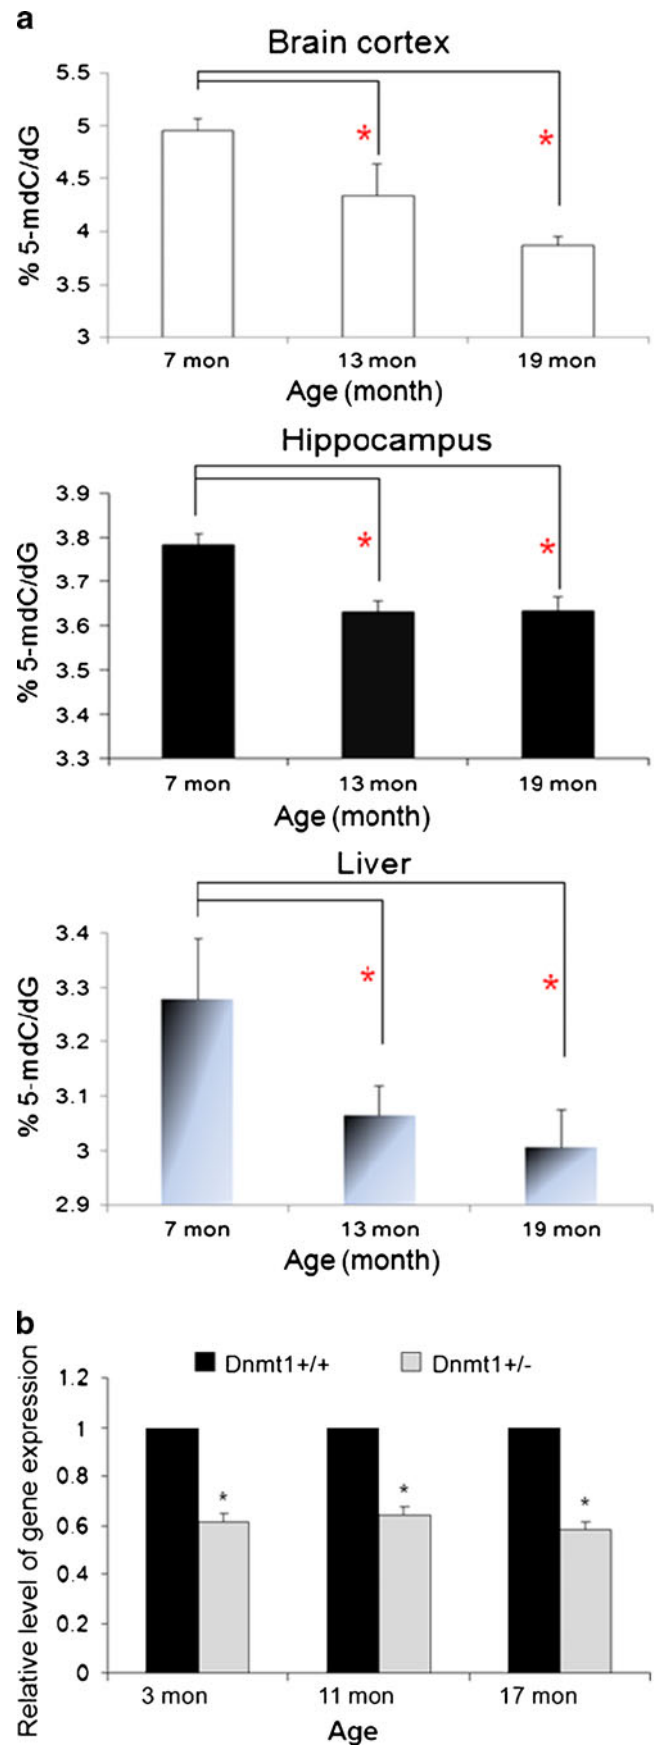 a
Brain cortex
% 5-mdC/dG
5.5
5
4.5
4
3.5
3
*
*
7 mon 13 mon 19 mon
Age (month)
Hippocampus
% 5-mdC/dG
3.9
3.8
3.7
3.6
3.5
3.4
3.3
*
*
7 mon 13 mon 19 mon
Age (month)
Liver
% 5-mdC/dG
3.4
3.3
3.2
3.1
3
2.9
*
*
7 mon 13 mon 19 mon
Age (month)
b
Dnmt1+/+ Dnmt1+/-
Relative level of gene expression
1.2
1
0.8
0.6
0.4
0.2
0
*
*
*
3 mon 11 mon 17 mon
Age